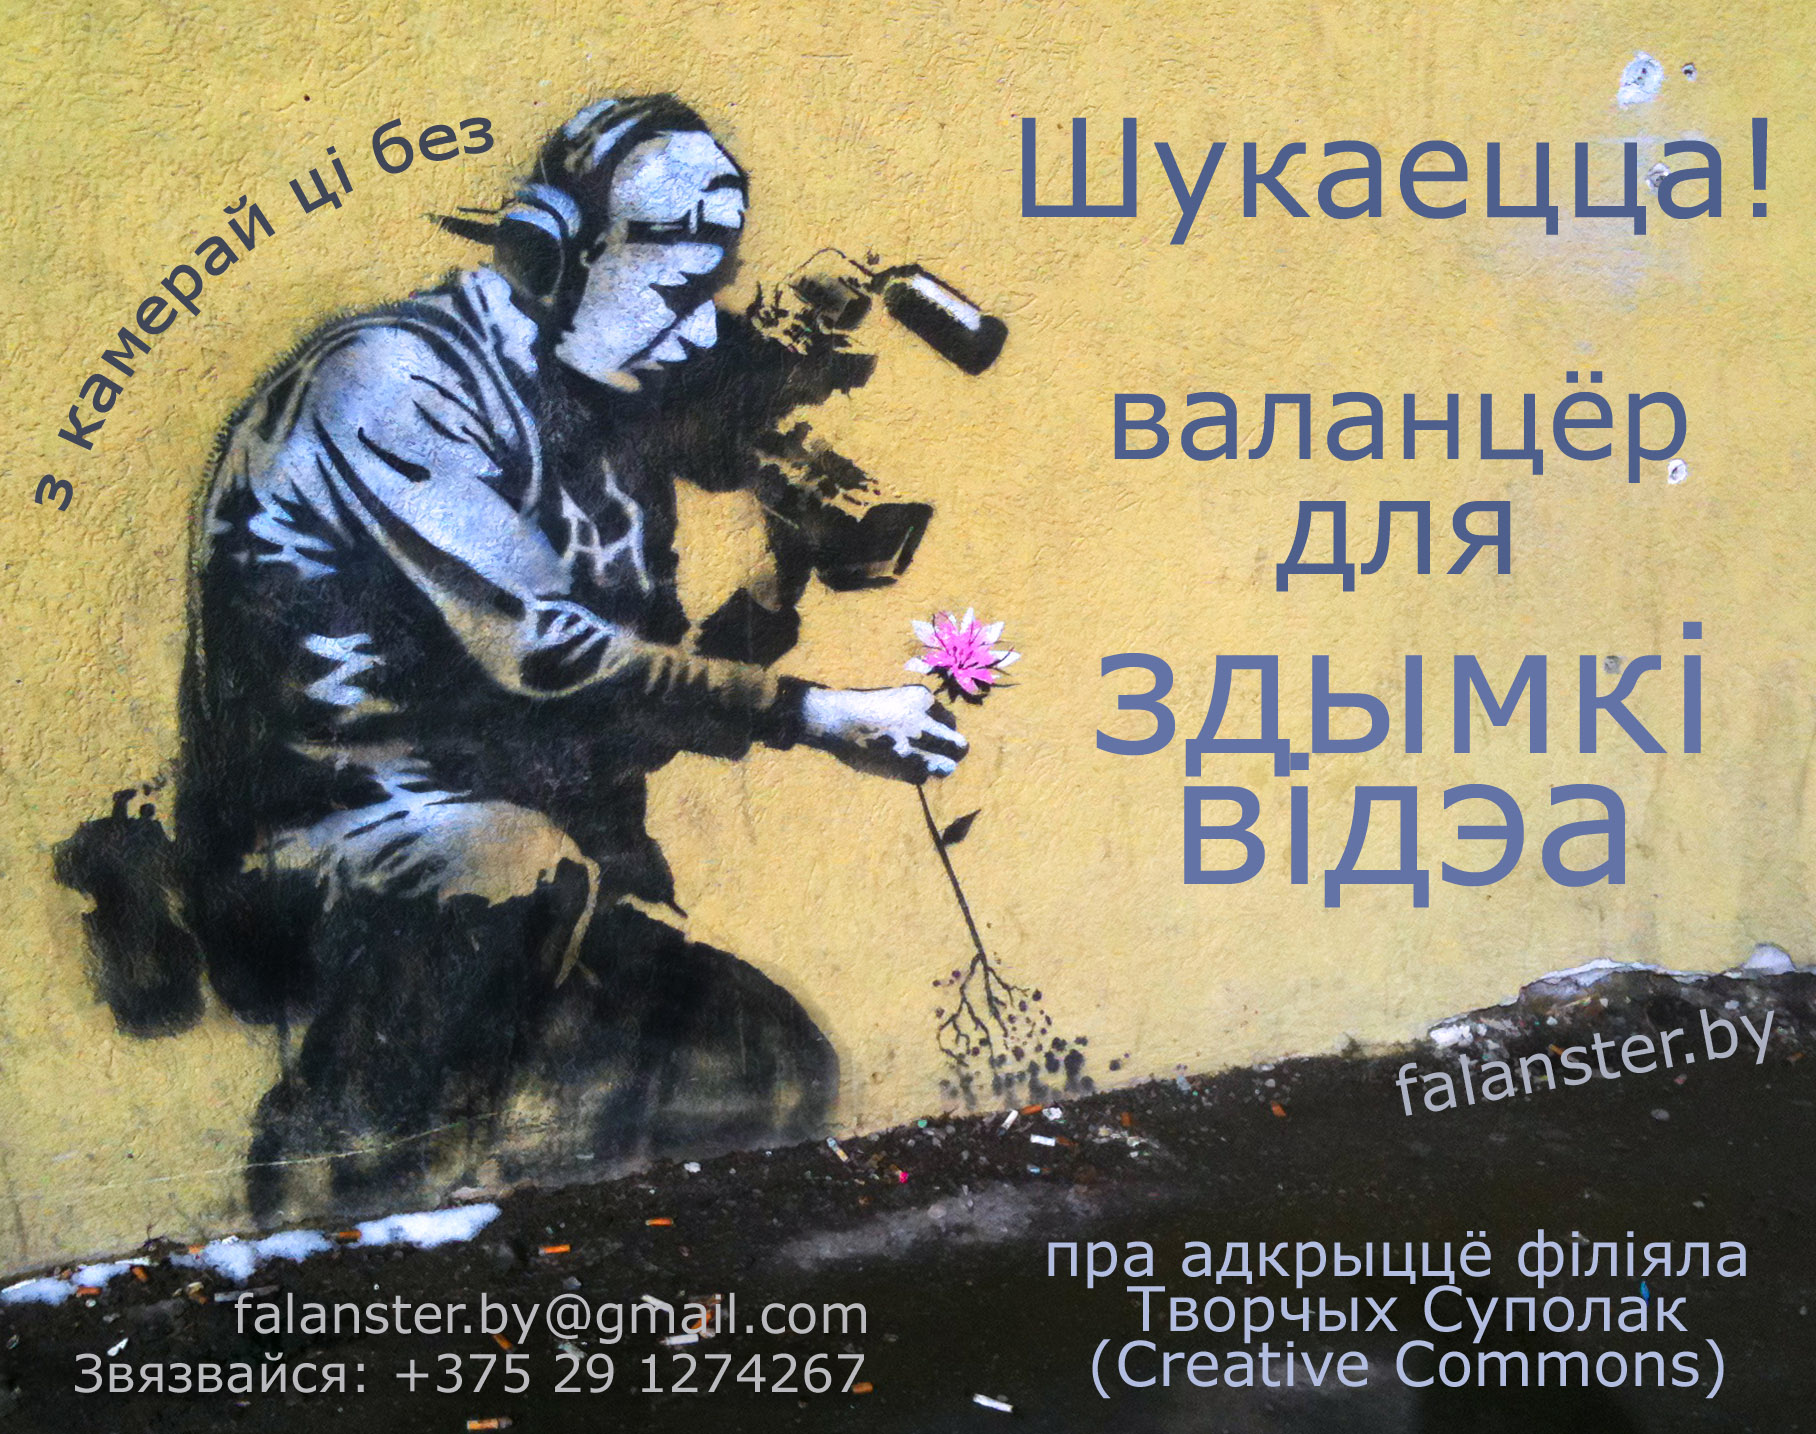 з камерай ці без
Шукаецца!
валанцёр
для
здымкі
відэа
falanster.by
пра адкрыццё філіяла
Творчых Суполак
(Creative Commons)
falanster.by@gmail.com
Звязвайся: +375 29 1274267